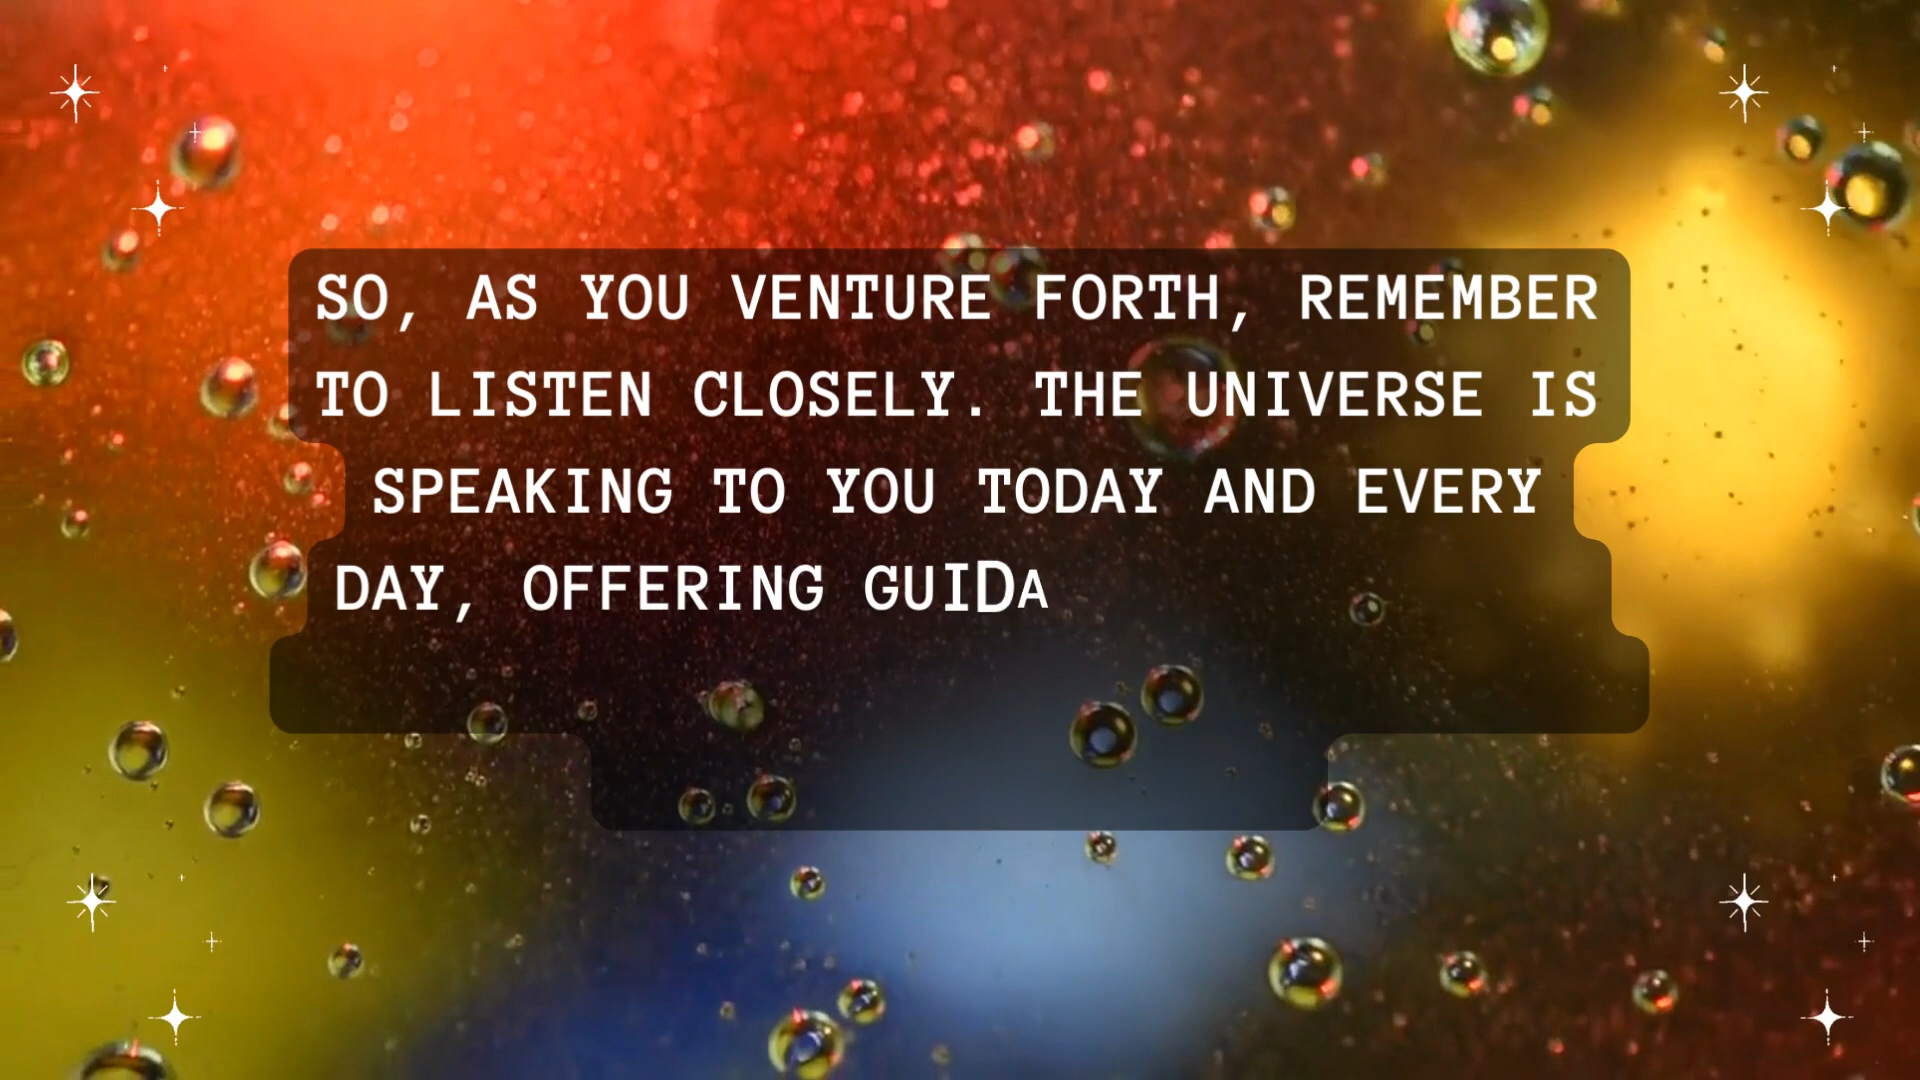 SO, AS YOU VENTURE FORTH, REMEMBER
TO LISTEN CLOSELY. THE UNIVERSE IS
SPEAKING TO YOU TODAY AND EVERY
DAY, OFFERING GUIDA